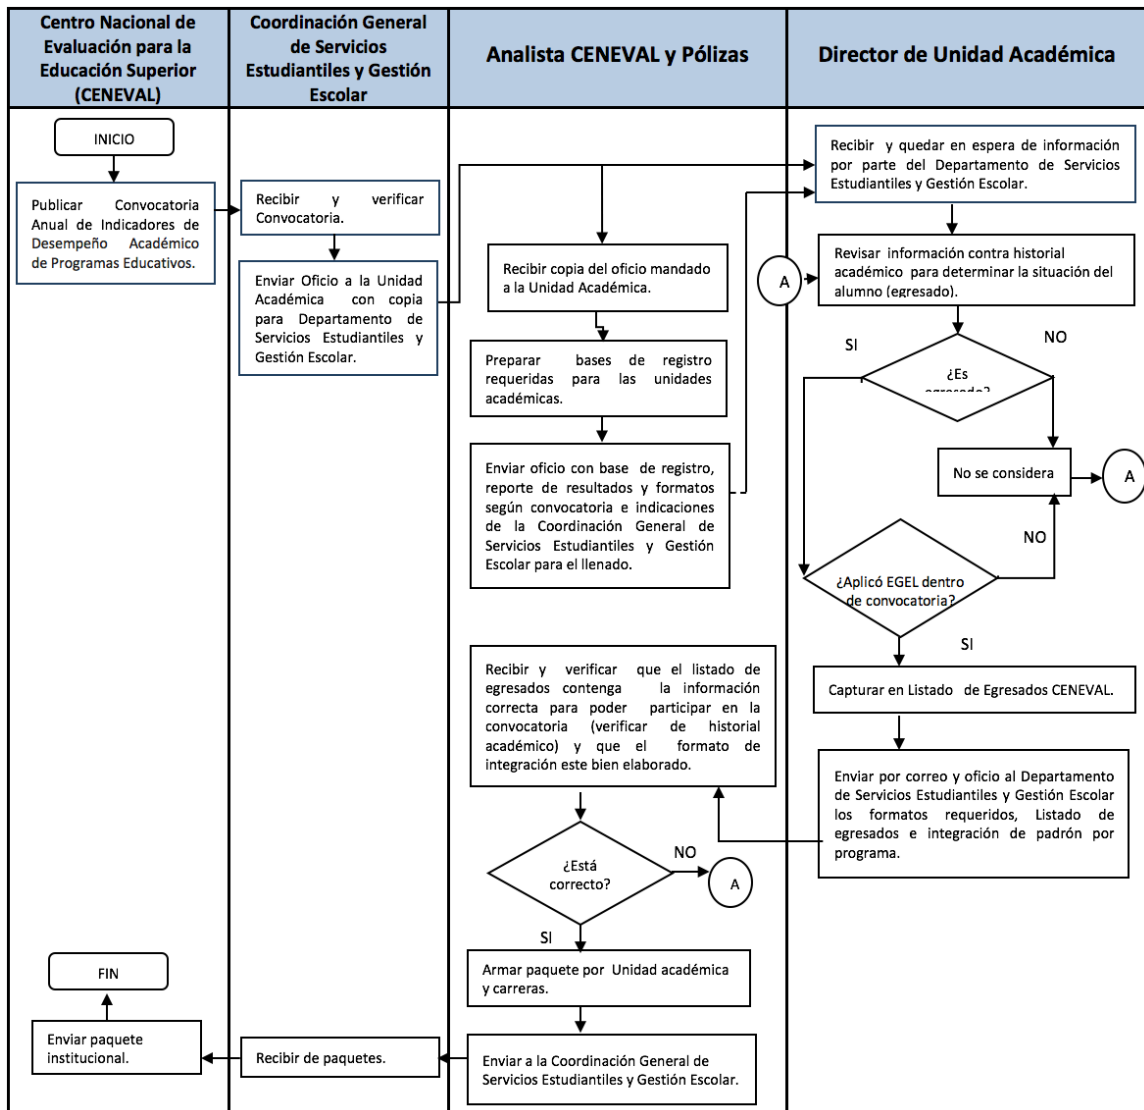 Centro Nacional de
Evaluación para la
Educación Superior
(CENEVAL)
Coordinación General
de Servicios
Estudiantiles y Gestión
Escolar
Analista CENEVAL y Pólizas
Director de Unidad Académica
INICIO
Publicar Convocatoria
Anual de Indicadores de
Desempeño Académico
de Programas Educativos.
Recibir y verificar
Convocatoria.
Enviar Oficio a la Unidad
Académica con copia
para Departamento de
Servicios Estudiantiles y
Gestión Escolar.
Recibir copia del oficio mandado
a la Unidad Académica.
Preparar bases de registro
requeridas para las unidades
académicas.
Enviar oficio con base de registro,
reporte de resultados y formatos
según convocatoria e indicaciones
de la Coordinación General de
Servicios Estudiantiles y Gestión
Escolar para el llenado.
Recibir y quedar en espera de información
por parte del Departamento de Servicios
Estudiantiles y Gestión Escolar.
A
Revisar información contra historial
académico para determinar la situación del
alumno (egresado).
SI
NO
¿Es
No se considera
A
NO
¿Aplicó EGEL dentro
de convocatoria?
SI
Capturar en Listado de Egresados CENEVAL.
Enviar por correo y oficio al Departamento
de Servicios Estudiantiles y Gestión Escolar
los formatos requeridos, Listado de
egresados e integración de padrón por
programa.
Recibir y verificar que el listado de
egresados contenga la información
correcta para poder participar en la
convocatoria (verificar de historial
académico) y que el formato de
integración este bien elaborado.
¿Está
correcto?
NO
A
SI
Armar paquete por Unidad académica
y carreras.
Enviar a la Coordinación General de
Servicios Estudiantiles y Gestión Escolar.
Recibir de paquetes.
Enviar paquete
institucional.
FIN